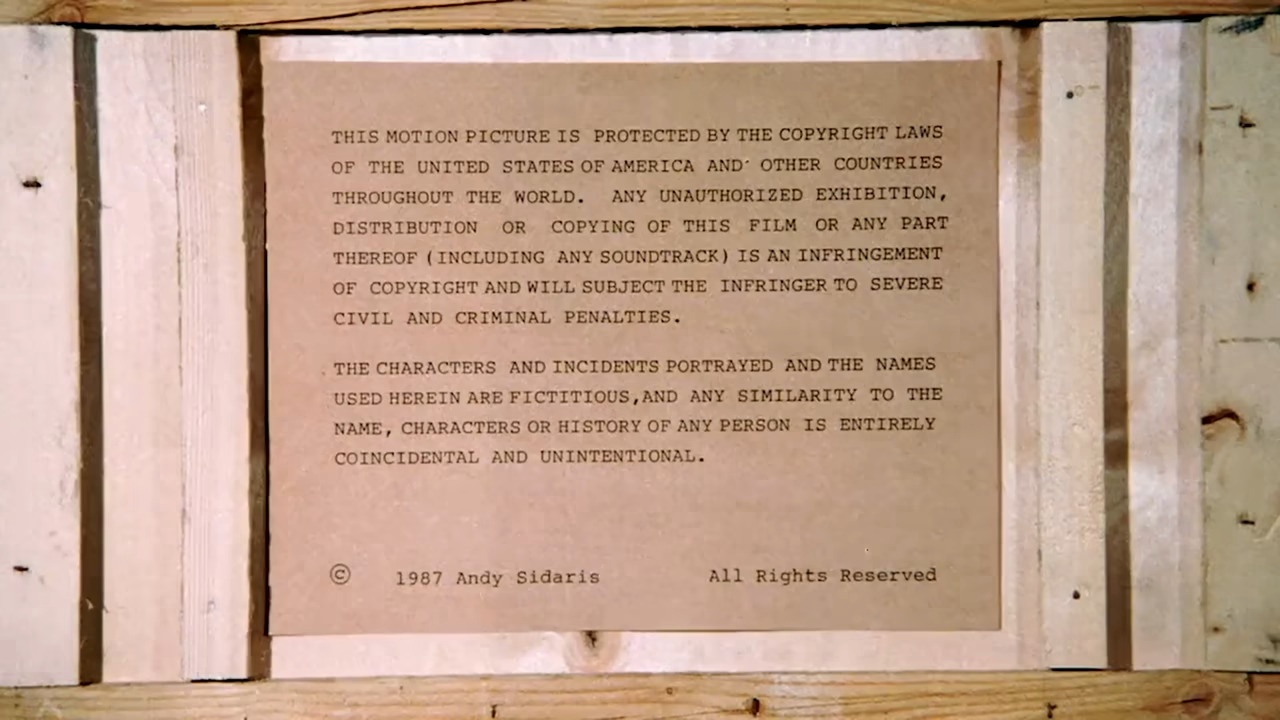 THIS MOTION PICTURE IS PROTECTED BY THE COPYRIGHT LAWS
OF THE UNITED STATES OF AMERICA AND OTHER COUNTRIES
THROUGHOUT THE WORLD. ANY UNAUTHORIZED EXHIBITION,
DISTRIBUTION OR COPYING OF THIS FILM OR ANY PART
THEREOF (INCLUDING ANY SOUNDTRACK) IS AN INFRINGEMENT
OF COPYRIGHT AND WILL SUBJECT THE INFRINGER TO SEVERE
CIVIL AND CRIMINAL PENALTIES.
THE CHARACTERS AND INCIDENTS PORTRAYED AND THE NAMES
USED HEREIN ARE FICTITIOUS,AND ANY SIMILARITY TO THE
NAME, CHARACTERS OR HISTORY OF ANY PERSON IS ENTIRELY
COINCIDENTAL AND UNINTENTIONAL.
© 1987 Andy Sidaris All Rights Reserved